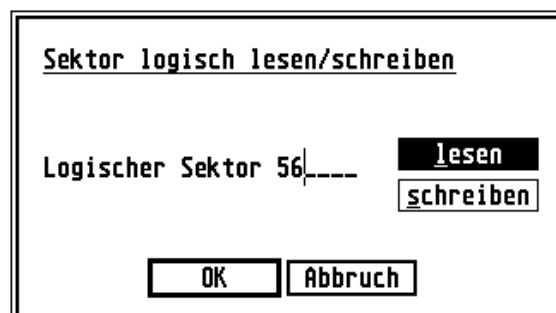 Sektor logisch lesen/schreiben
Logischer Sektor 56____
lesen
schreiben
OK
Abbruch